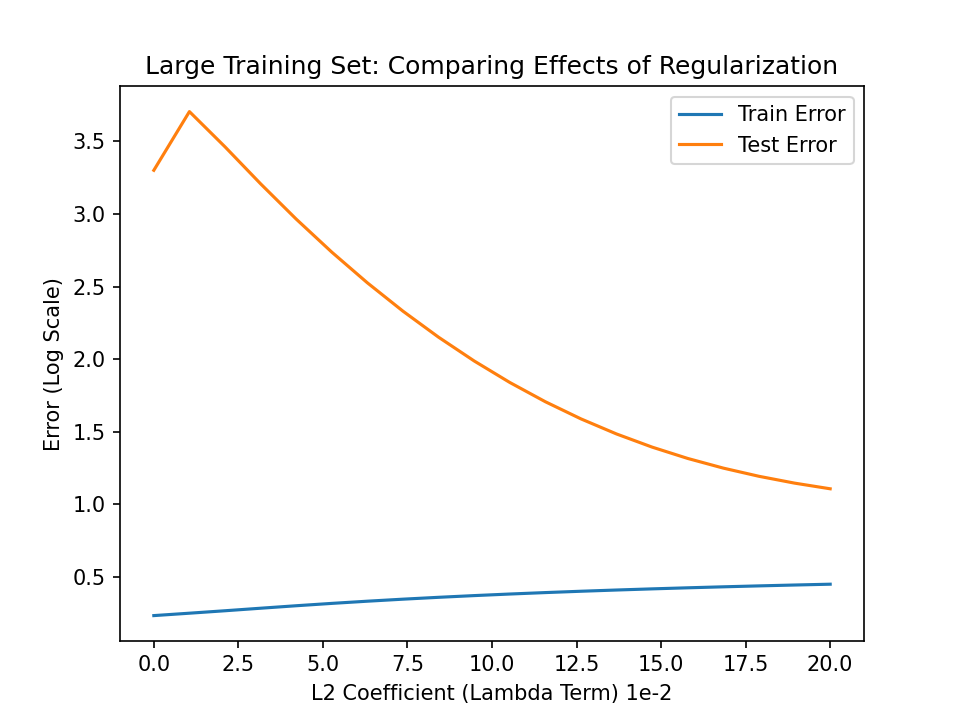 Large Training Set: Comparing Effects of Regularization
Train Error
Test Error
Error (Log Scale)
3.5
3.0
2.5
2.0
1.5
1.0
0.5
0.0 2.5 5.0 7.5 10.0 12.5 15.0 17.5 20.0
L2 Coefficient (Lambda Term) 1e-2